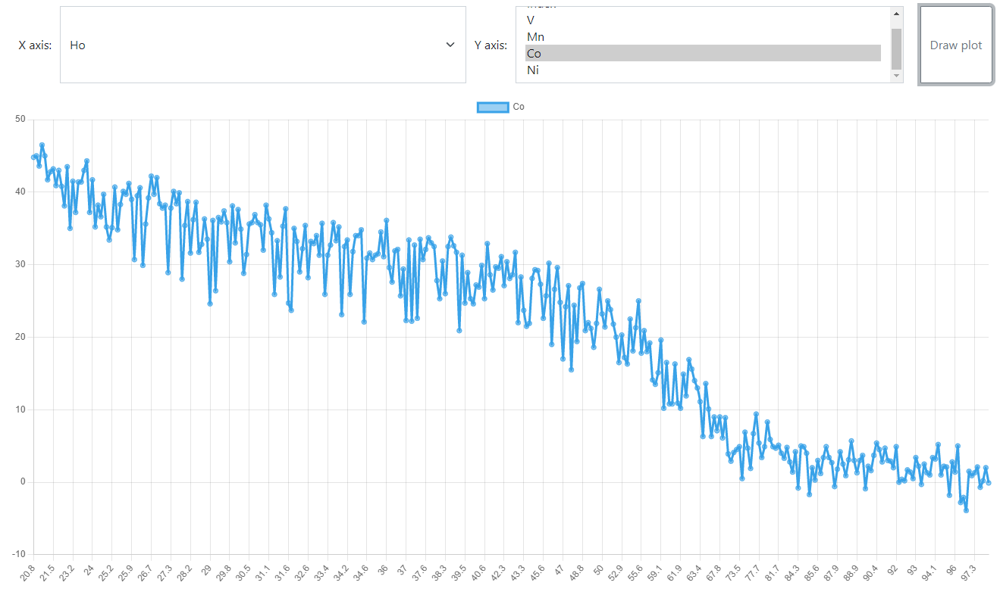 X axis:
Ho
Y axis:
V
Mn
Co
Ni
Draw plot
Co
50
40
30
20
10
0
-10
20.8 21.5 23.2 24 25.2 25.9 26.7 27.3 28.2 29 29.8 30.5 31.1 31.6 32.6 33.4 34.2 34.6 36 37 37.6 38.3 39.5 40.6 42.3 43.3 45.6 47 48.8 50 52.9 55.6 59.1 61.9 63.4 67.8 73.5 77.7 81.7 84.3 85.6 87.9 88.9 90.4 92 93 94.1 96 97.3